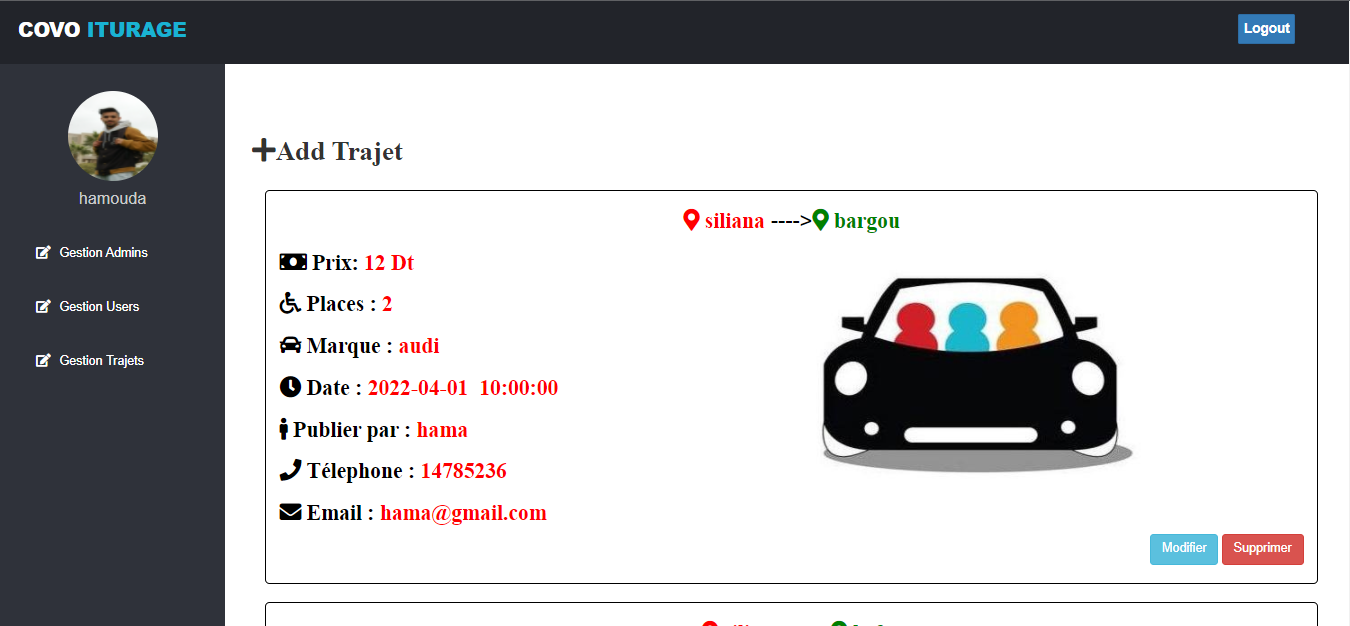 COVO ITURAGE
Logout
hamouda
Gestion Admins
Gestion Users
Gestion Trajets
Add Trajet
siliana ----> bargou
Prix: 12 Dt
Places : 2
Marque : audi
Date : 2022-04-01 10:00:00
Publier par : hama
Télephone : 14785236
Email : hama@gmail.com
Modifier
Supprimer